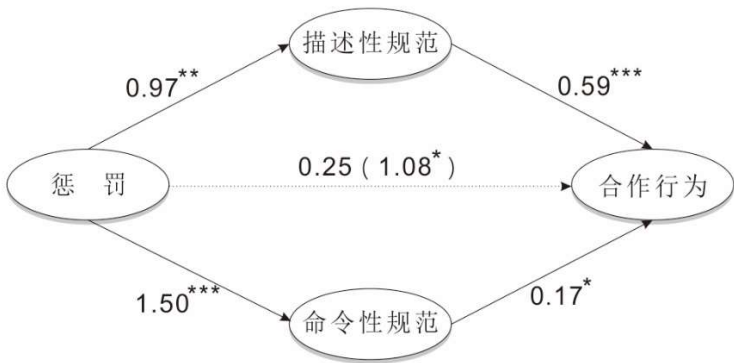 描述性规范
0.97**
0.59***
惩 罚
0.25 ( 1.08* )
合作行为
1.50***
0.17*
命令性规范